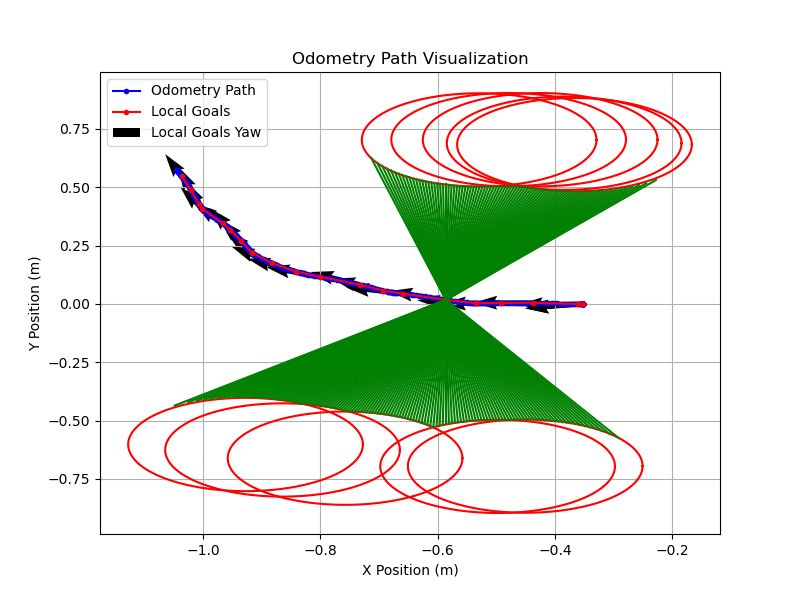 Odometry Path Visualization
Odometry Path
Local Goals
Local Goals Yaw
Y Position (m)
0.75
0.50
0.25
0.00
−0.25
−0.50
−0.75
−1.0
−0.8
−0.6
−0.4
−0.2
X Position (m)